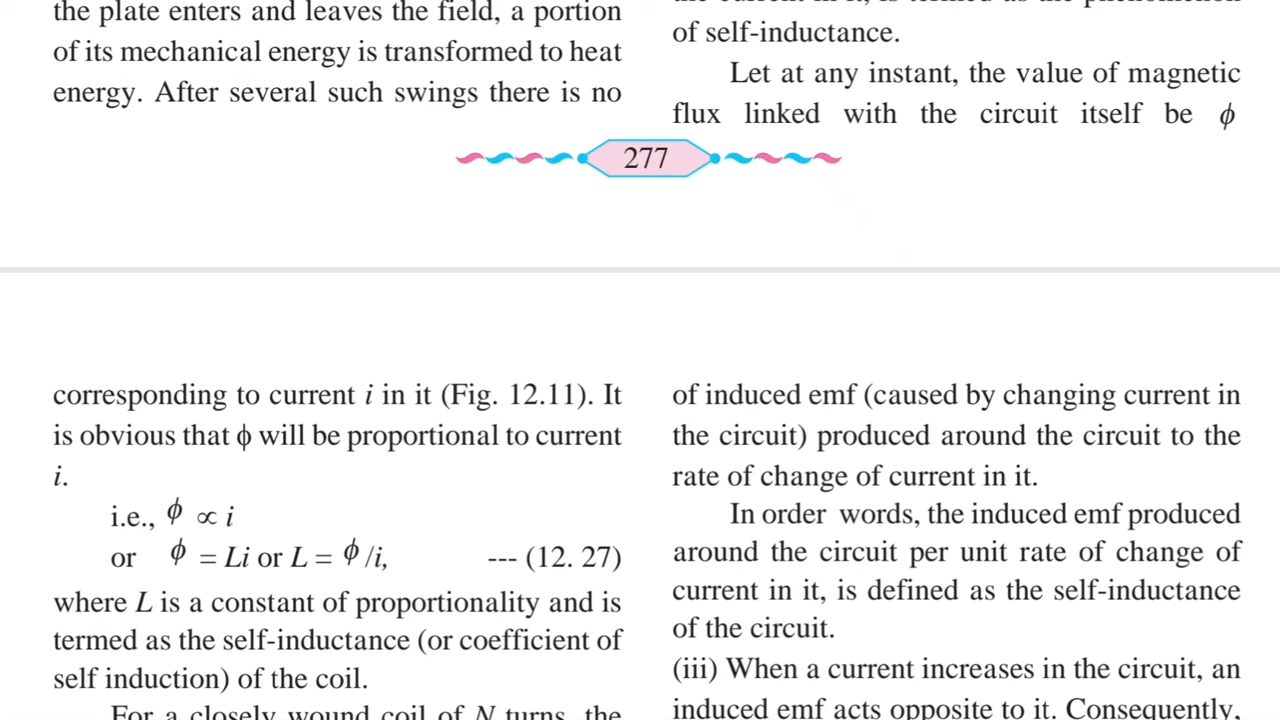 the plate enters and leaves the field, a portion
of its mechanical energy is transformed to heat
energy. After several such swings there is no
of self-inductance.
Let at any instant, the value of magnetic
flux linked with the circuit itself be ϕ
277
corresponding to current i in it (Fig. 12.11). It
is obvious that ϕ will be proportional to current
i.
i.e., ϕ ∝ i
or ϕ = Li or L = ϕ /i, --- (12. 27)
where L is a constant of proportionality and is
termed as the self-inductance (or coefficient of
self induction) of the coil.
For a closely wound coil of N turns, the
of induced emf (caused by changing current in
the circuit) produced around the circuit to the
rate of change of current in it.
In order words, the induced emf produced
around the circuit per unit rate of change of
current in it, is defined as the self-inductance
of the circuit.
(iii) When a current increases in the circuit, an
induced emf acts opposite to it. Consequently,